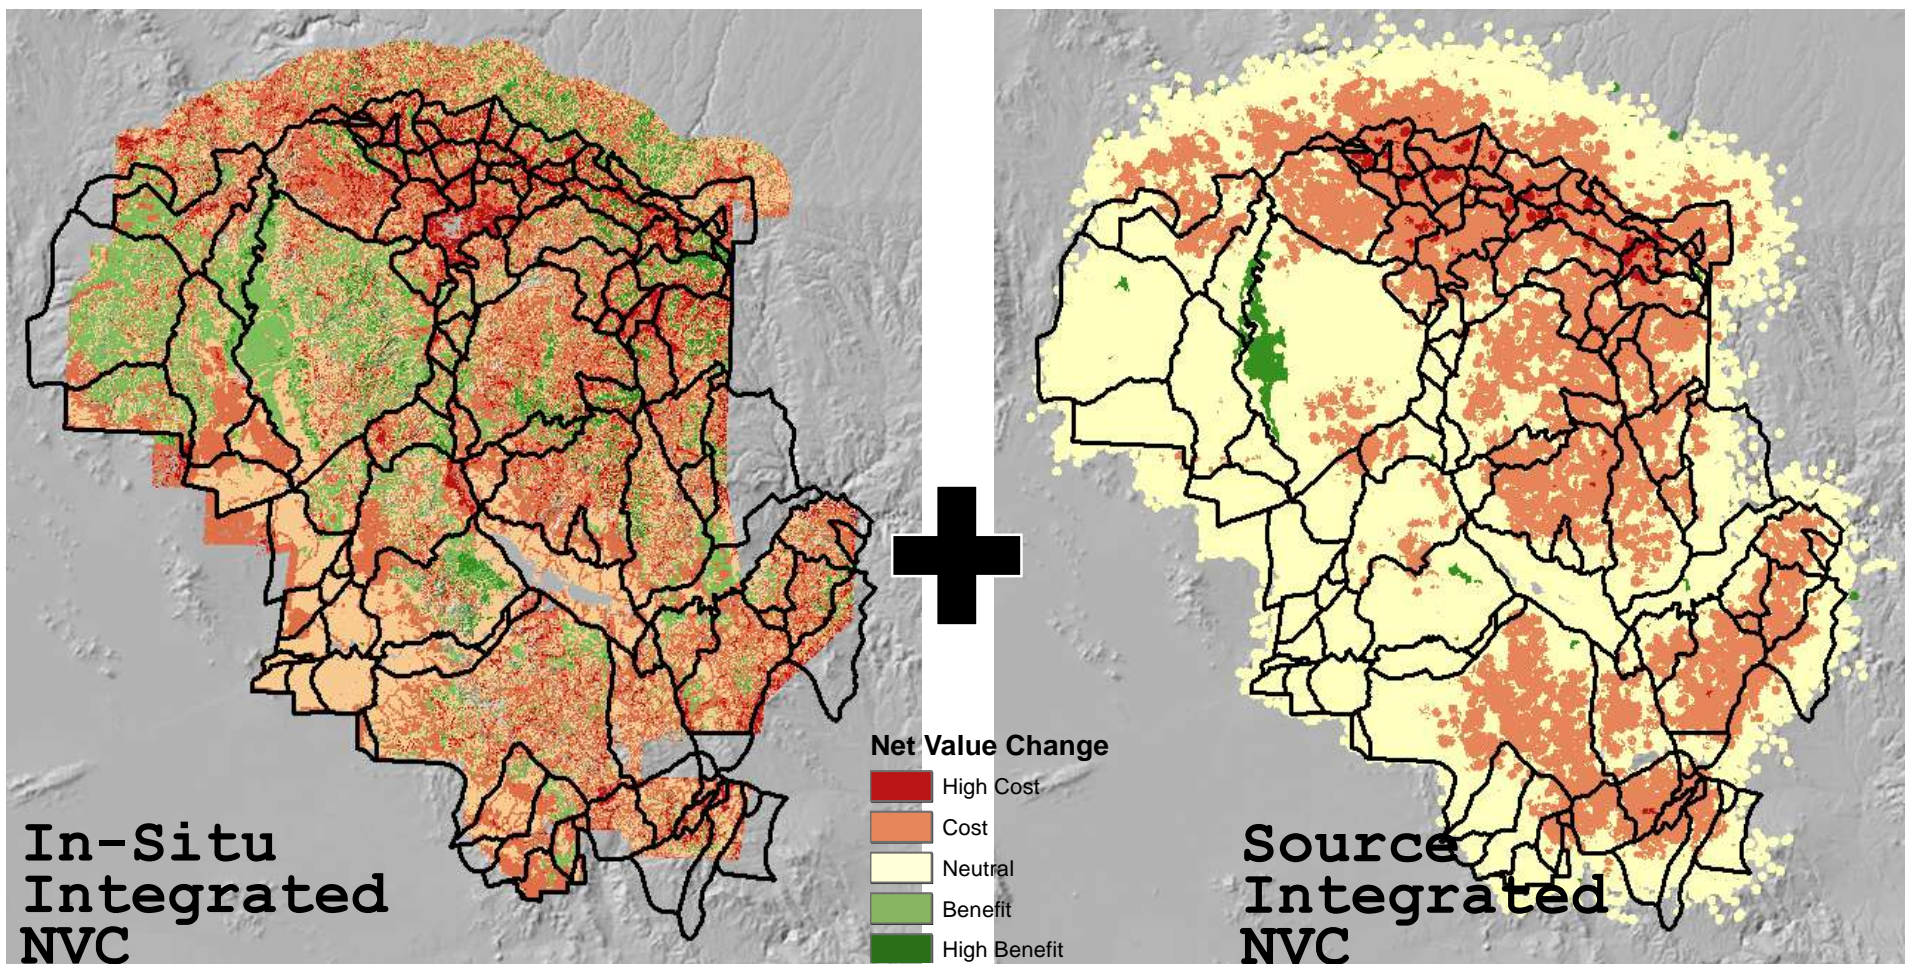 In-Situ
Integrated
NVC
Net Value Change
High Cost
Cost
Neutral
Benefit
High Benefit
Source
Integrated
NVC